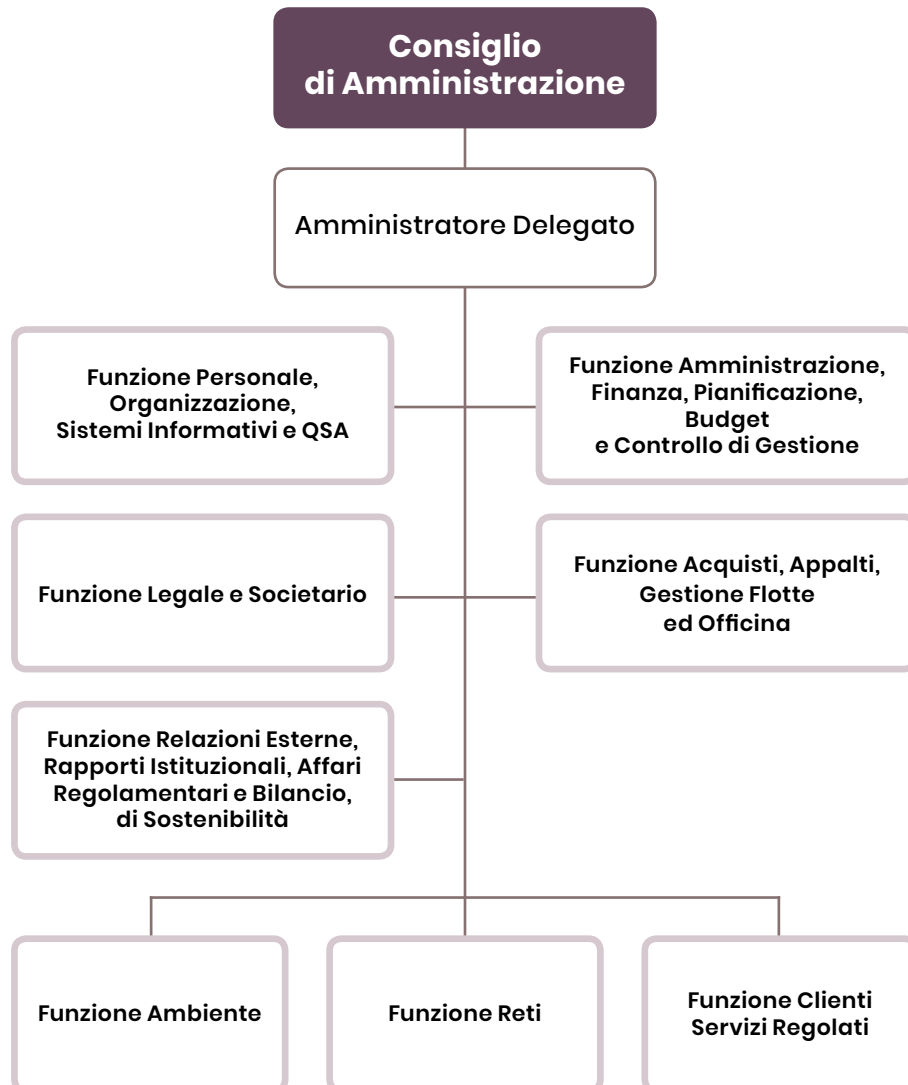 Consiglio
di Amministrazione
Amministratore Delegato
Funzione Personale,
Organizzazione,
Sistemi Informativi e QSA
Funzione Amministrazione,
Finanza, Pianificazione,
Budget
e Controllo di Gestione
Funzione Legale e Societario
Funzione Acquisti, Appalti,
Gestione Flotte
ed Officina
Funzione Relazioni Esterne,
Rapporti Istituzionali, Affari
Regolamentari e Bilancio,
di Sostenibilità
Funzione Ambiente
Funzione Reti
Funzione Clienti
Servizi Regolati